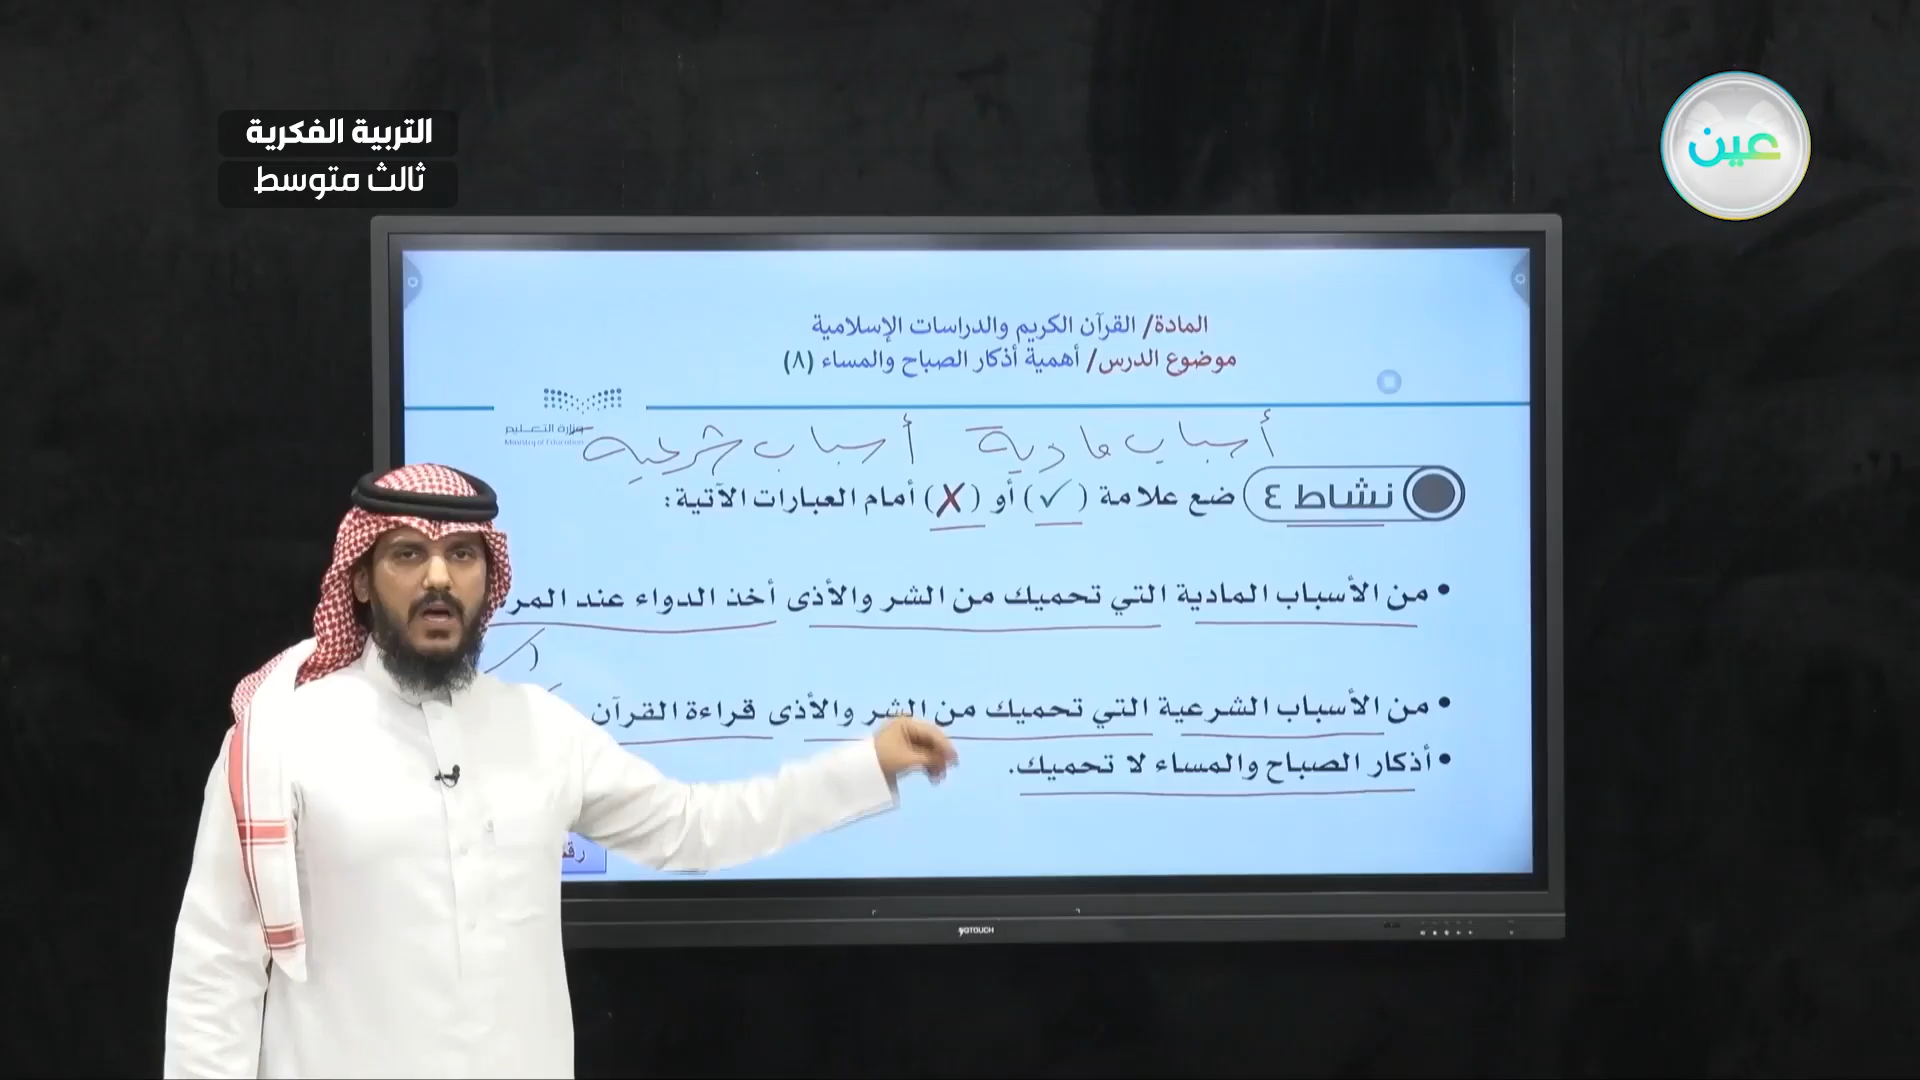 التربية الفكرية
ثالث متوسط
عين
المادة/ القرآن الكريم والدراسات الإسلامية
موضوع الدرس/ أهمية أذكار الصباح والمساء (٨)
وزارة التعليم
Ministry of Education
أسباب مادية أسباب شرعية
نشاط ٤ ضع علامة (✓) أو (X) أمام العبارات الآتية:
• من الأسباب المادية التي تحميك من الشر والأذى أخذ الدواء عند
• من الأسباب الشرعية التي تحميك من الشر والأذى قراءة القرآن
• أذكار الصباح والمساء لا تحميك.